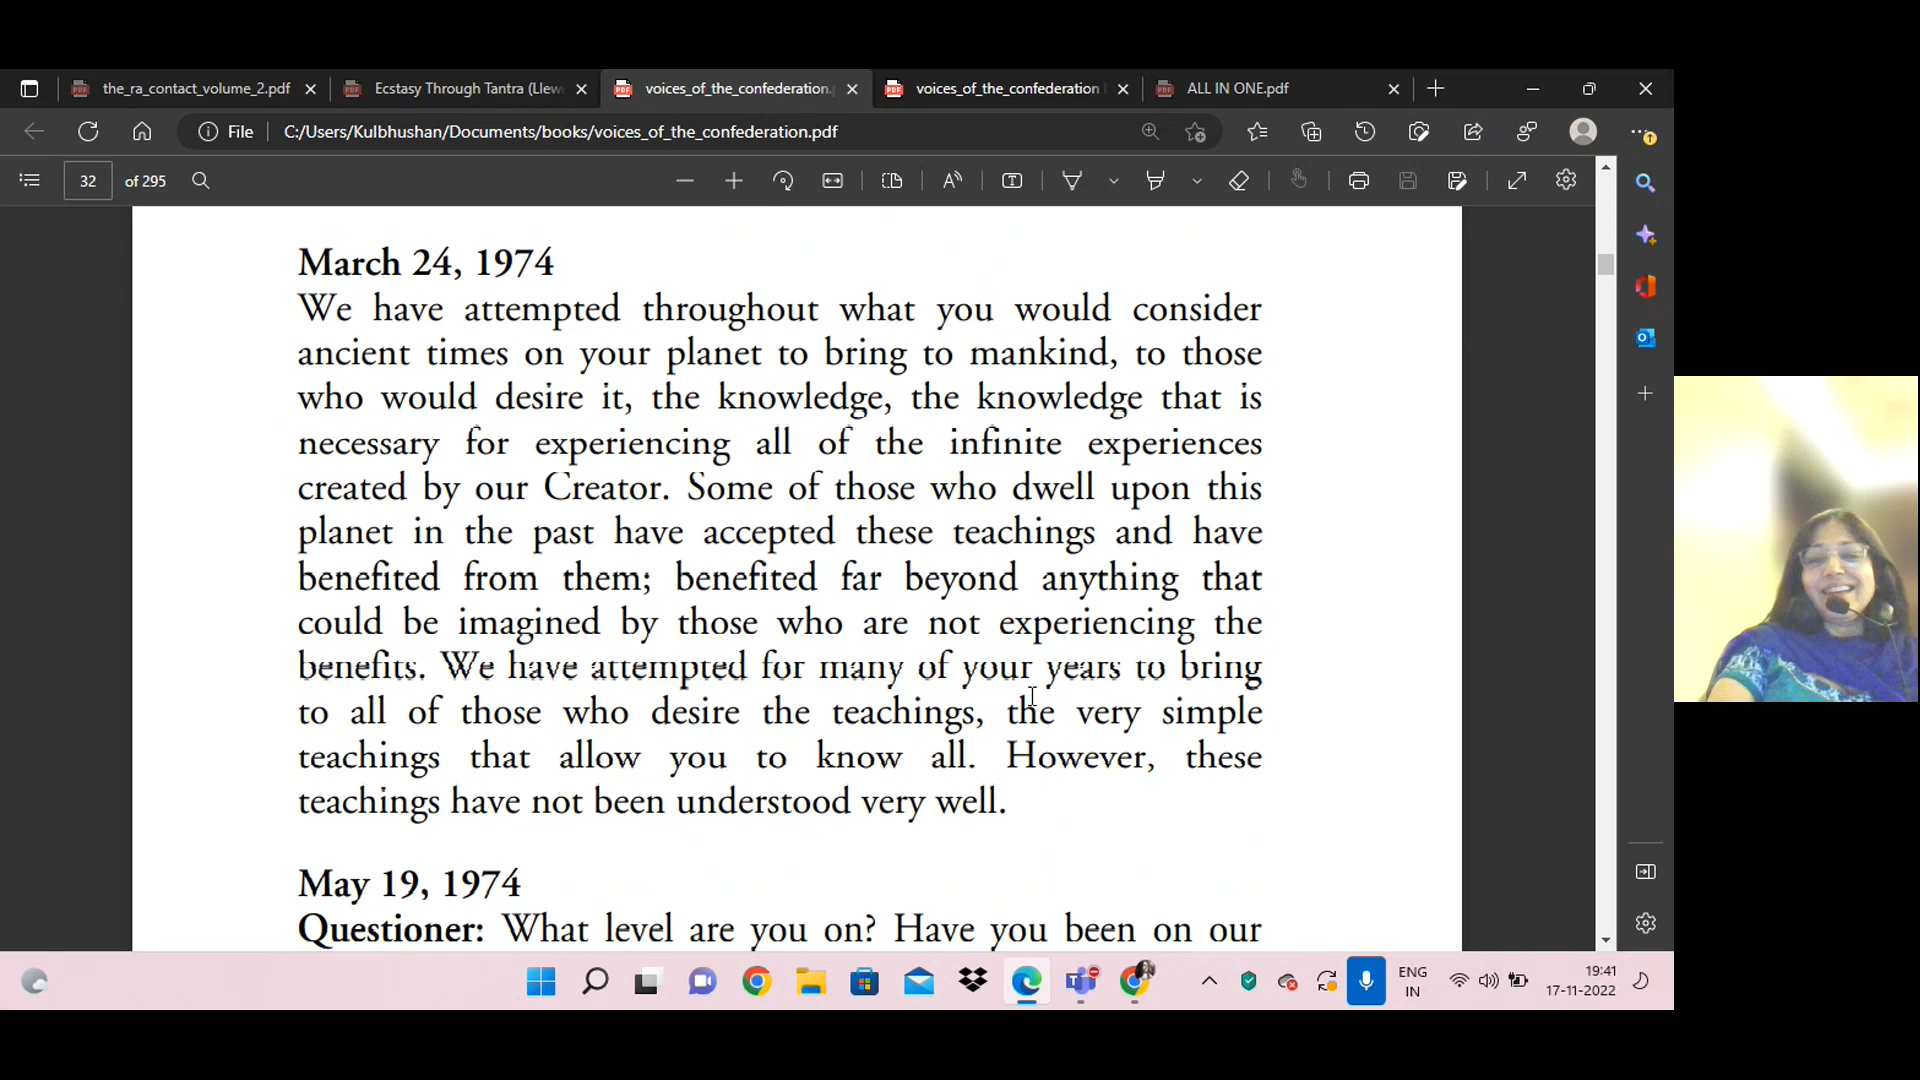 the_ra_contact_volume_2.pdf
Ecstasy Through Tantra (Llew
voices_of_the_confederation.
voices_of_the_confederation
ALL IN ONE.pdf
File
C:/Users/Kulbhushan/Documents/books/voices_of_the_confederation.pdf
32 of 295
March 24, 1974
We have attempted throughout what you would consider
ancient times on your planet to bring to mankind, to those
who would desire it, the knowledge, the knowledge that is
necessary for experiencing all of the infinite experiences
created by our Creator. Some of those who dwell upon this
planet in the past have accepted these teachings and have
benefited from them; benefited far beyond anything that
could be imagined by those who are not experiencing the
benefits. We have attempted for many of your years to bring
to all of those who desire the teachings, the very simple
teachings that allow you to know all. However, these
teachings have not been understood very well.
May 19, 1974
Questioner: What level are you on? Have you been on our
ENG
IN
19:41
17-11-2022